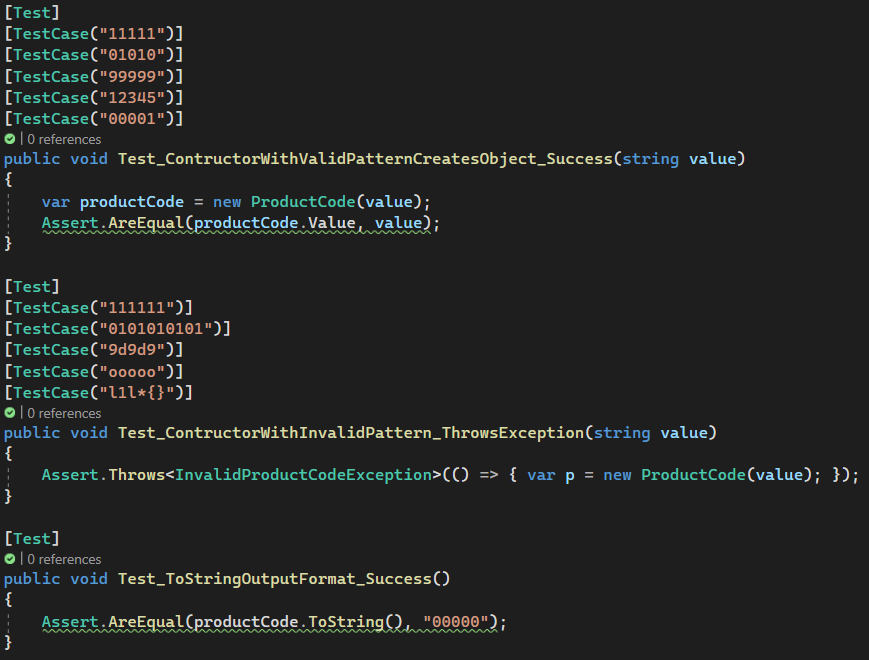 [Test]
[TestCase("11111")]
[TestCase("01010")]
[TestCase("99999")]
[TestCase("12345")]
[TestCase("00001")]
| 0 references
public void Test_ContructorWithValidPatternCreatesObject_Success(string value)
{
var productCode = new ProductCode(value);
Assert.AreEqual(productCode.Value, value);
}
[Test]
[TestCase("111111")]
[TestCase("0101010101")]
[TestCase("9d9d9")]
[TestCase("ooooo")]
[TestCase("l1l*{}")]
| 0 references
public void Test_ContructorWithInvalidPattern_ThrowsException(string value)
{
Assert.Throws<InvalidProductCodeException>(() => { var p = new ProductCode(value); });
}
[Test]
| 0 references
public void Test_ToStringOutputFormat_Success()
{
Assert.AreEqual(productCode.ToString(), "00000");
}